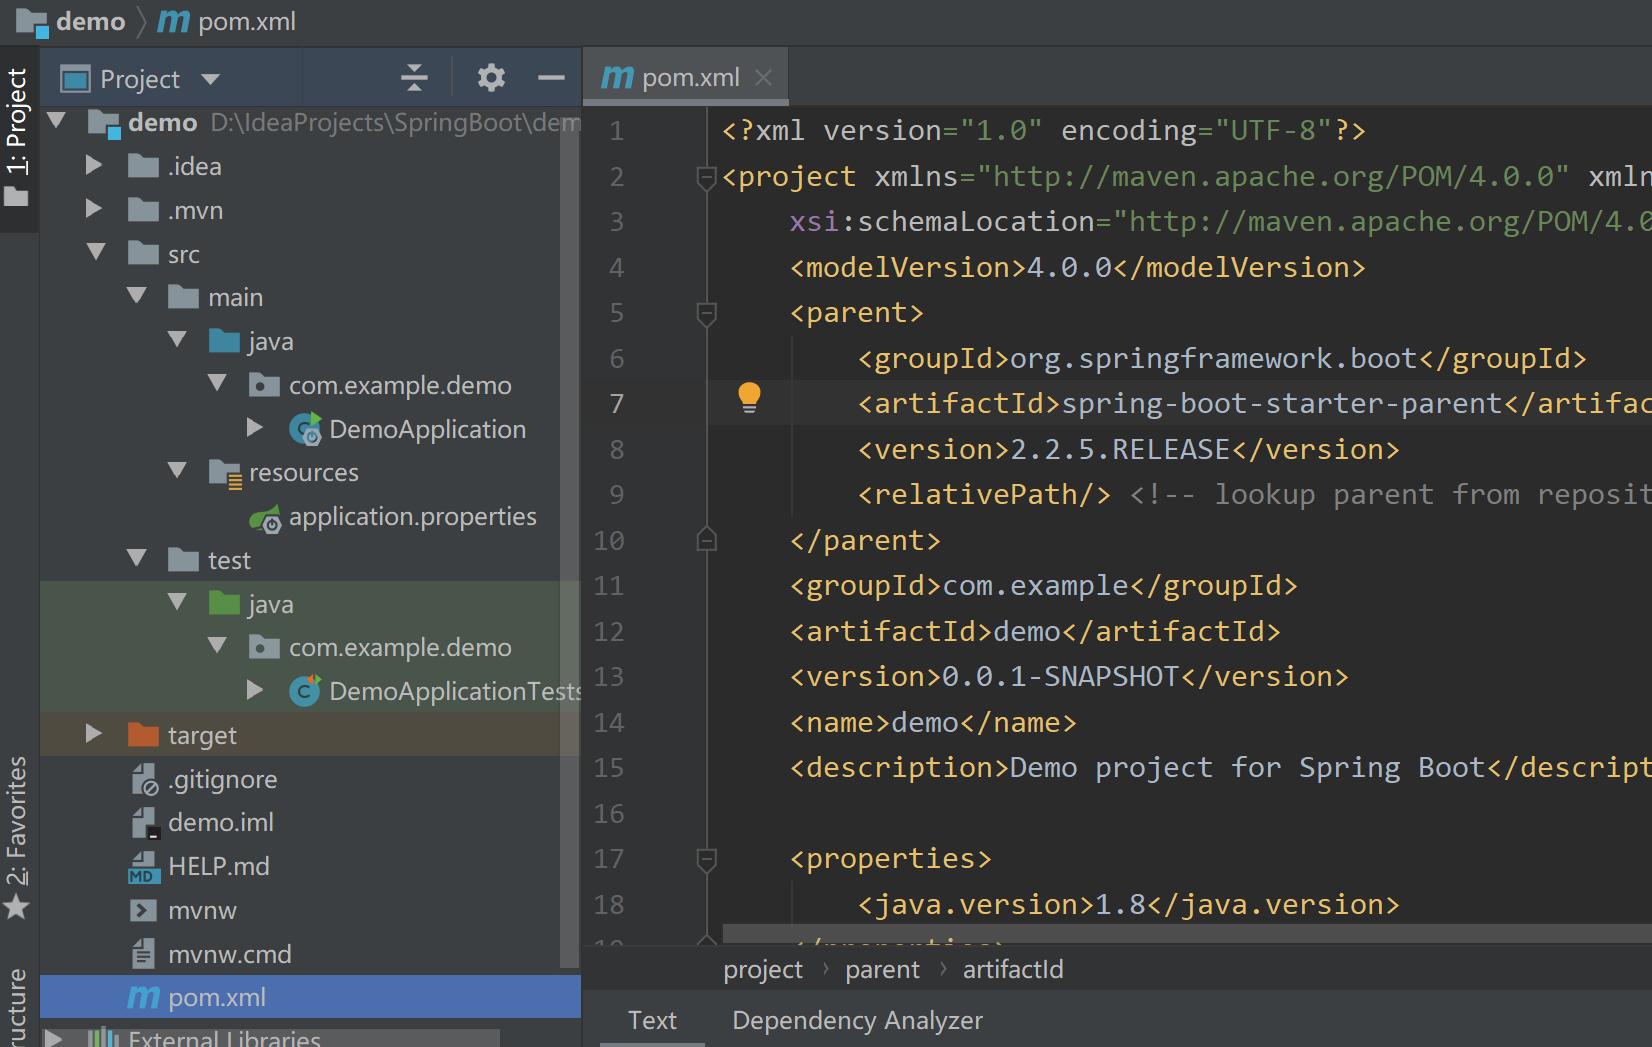 demo pom.xml
1: Project
Project
demo D:\IdeaProjects\SpringBoot\dem
.idea
.mvn
src
main
java
com.example.demo
DemoApplication
resources
application.properties
test
java
com.example.demo
DemoApplicationTests
target
.gitignore
demo.iml
MD HELP.md
mvnw
mvnw.cmd
pom.xml
External Libraries
2: Favorites
ructure
pom.xml
1 <?xml version="1.0" encoding="UTF-8"?>
2 <project xmlns="http://maven.apache.org/POM/4.0.0" xmln
3 xsi:schemaLocation="http://maven.apache.org/POM/4.0
4 <modelVersion>4.0.0</modelVersion>
5 <parent>
6 <groupId>org.springframework.boot</groupId>
7 <artifactId>spring-boot-starter-parent</artifac
8 <version>2.2.5.RELEASE</version>
9 <relativePath/> <!-- lookup parent from reposit
10 </parent>
11 <groupId>com.example</groupId>
12 <artifactId>demo</artifactId>
13 <version>0.0.1-SNAPSHOT</version>
14 <name>demo</name>
15 <description>Demo project for Spring Boot</descript
16
17 <properties>
18 <java.version>1.8</java.version>
19 </properties>
project › parent › artifactId
Text Dependency Analyzer